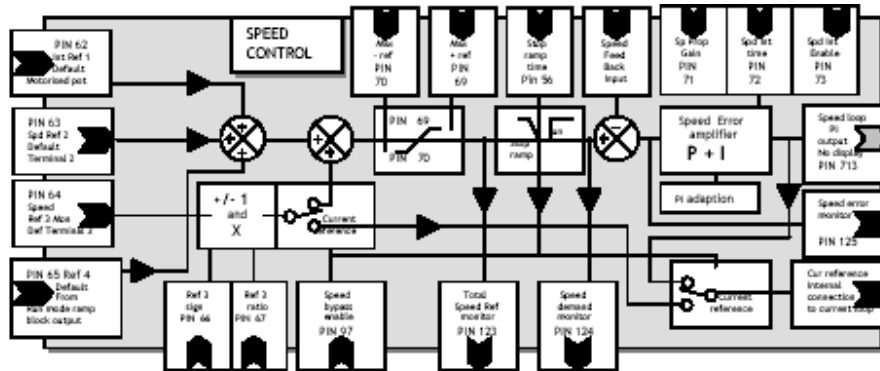 SPEED
CONTROL
PIN 62
Int Ref 1
Default
Motorised pot
PIN 63
Spd Ref 2
Default
Terminal 2
PIN 64
Speed
Ref 3 Mon
Def Terminal 3
PIN 65 Ref 4
Default
From
Run mode ramp
block output
Max
- ref
PIN
70
Max
+ ref
PIN
69
Stop
ramp
time
Pin 56
Speed
Feed
Back
Input
Sp Prop
Gain
PIN
71
Spd Int
time
PIN
72
Spd Int
Enable
PIN
73
PIN 69
PIN 70
ramp
Speed Error
amplifier
P + I
PI adaption
Speed loop
PI
output
No display
PIN 713
Speed error
monitor
PIN 125
Cur reference
Internal
connection
to current loop
+/- 1
and
X
Current
reference
Current
reference
Ref 3
sign
PIN 66
Ref 3
ratio
PIN 67
Speed
bypass
enable
PIN 97
Total
Speed Ref
monitor
PIN 123
Speed
demand
monitor
PIN 124